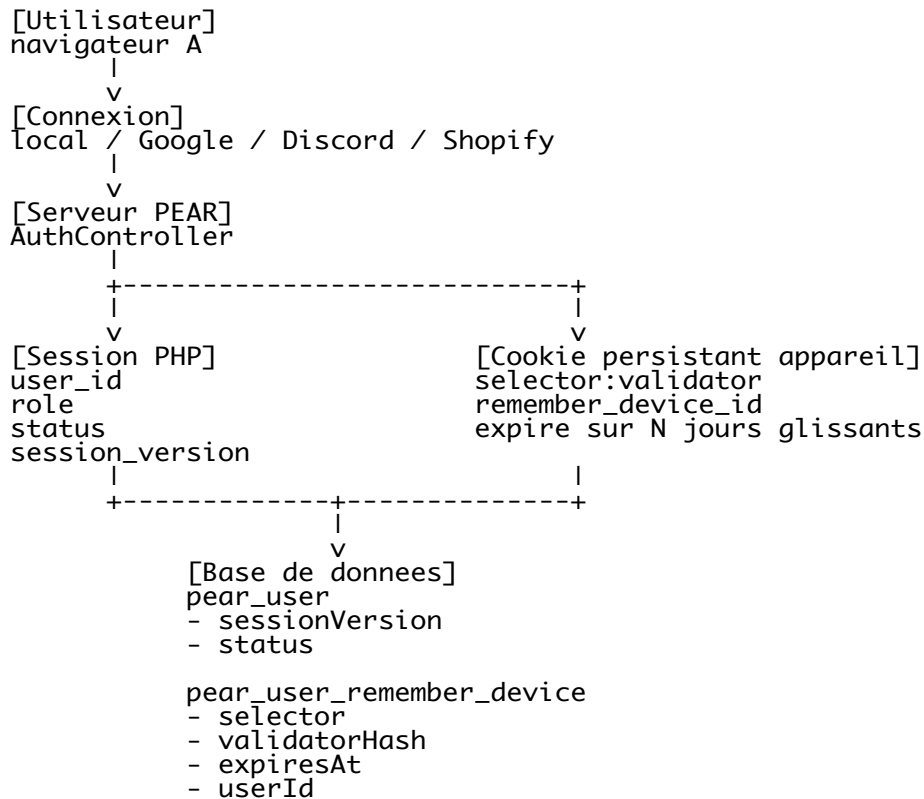 [Utilisateur]
navigateur A
|
v
[Connexion]
local / Google / Discord / Shopify
|
v
[Serveur PEAR]
AuthController
|
+-----------------------------+
| |
v v
[Session PHP] [Cookie persistant appareil]
user_id selector:validator
role remember_device_id
status expire sur N jours glissants
session_version
| |
+-------------+---------------+
|
v
[Base de donnees]
pear_user
- sessionVersion
- status
pear_user_remember_device
- selector
- validatorHash
- expiresAt
- userId